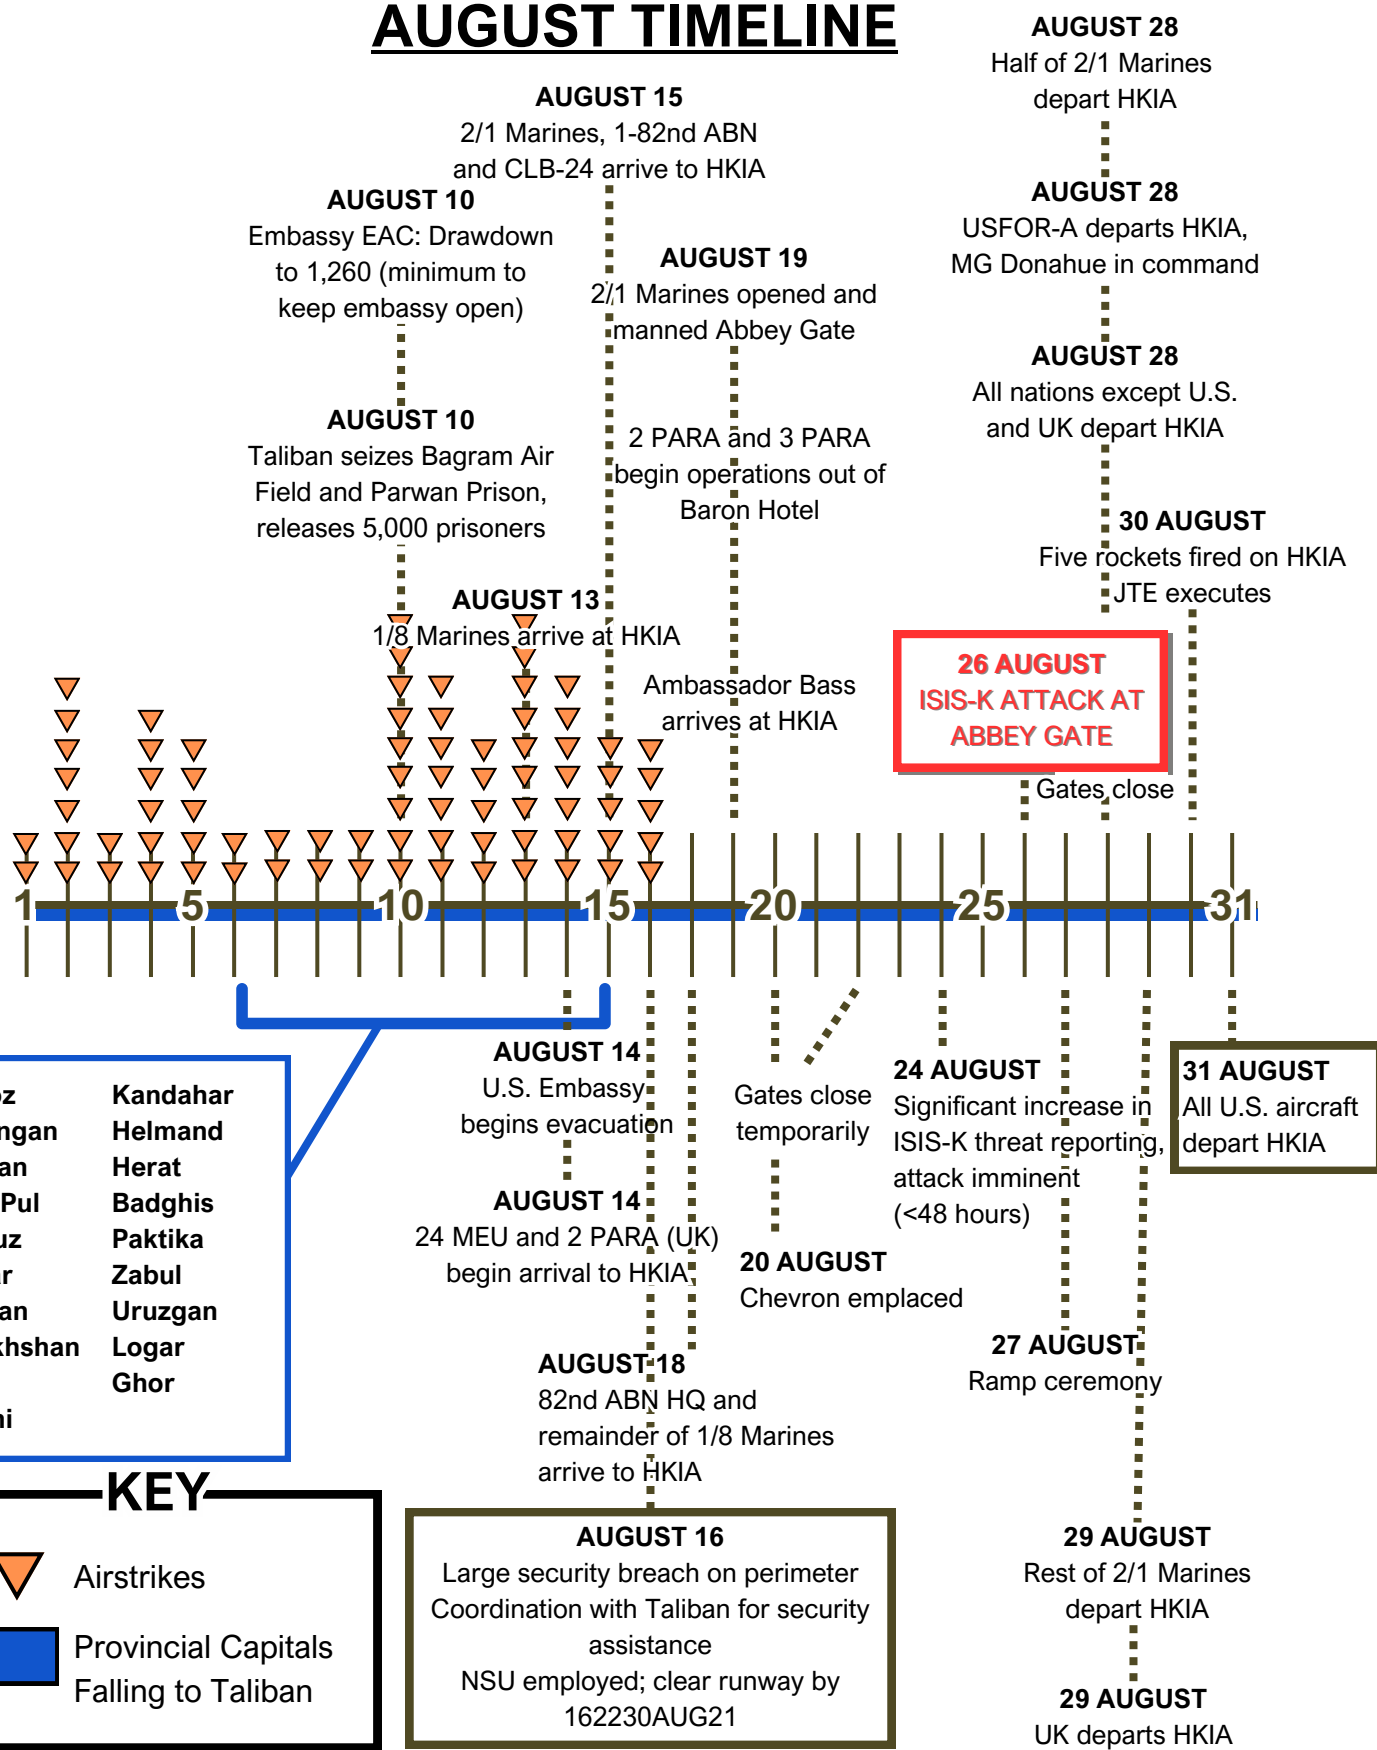 AUGUST TIMELINE
AUGUST 28
Half of 2/1 Marines
depart HKIA
AUGUST 15
2/1 Marines, 1-82nd ABN
and CLB-24 arrive to HKIA
AUGUST 28
USFOR-A departs HKIA,
MG Donahue in command
AUGUST 10
Embassy EAC: Drawdown
to 1,260 (minimum to
keep embassy open)
AUGUST 19
2/1 Marines opened and
manned Abbey Gate
AUGUST 28
All nations except U.S.
and UK depart HKIA
AUGUST 10
Taliban seizes Bagram Air
Field and Parwan Prison,
releases 5,000 prisoners
2 PARA and 3 PARA
begin operations out of
Baron Hotel
30 AUGUST
Five rockets fired on HKIA
JTE executes
AUGUST 13
1/8 Marines arrive at HKIA
26 AUGUST
ISIS-K ATTACK AT
ABBEY GATE
Ambassador Bass
arrives at HKIA
Gates close
1 5 10 15 20 25 31
AUGUST 14
U.S. Embassy
begins evacuation
Gates close
temporarily
24 AUGUST
Significant increase in
ISIS-K threat reporting,
attack imminent
(<48 hours)
31 AUGUST
All U.S. aircraft
depart HKIA
oz Kandahar
ngan Helmand
an Herat
Pul Badghis
uz Paktika
ar Zabul
an Uruzgan
khshan Logar
Ghor
ni
AUGUST 14
24 MEU and 2 PARA (UK)
begin arrival to HKIA
20 AUGUST
Chevron emplaced
AUGUST 18
82nd ABN HQ and
remainder of 1/8 Marines
arrive to HKIA
27 AUGUST
Ramp ceremony
KEY
Airstrikes
Provincial Capitals
Falling to Taliban
AUGUST 16
Large security breach on perimeter
Coordination with Taliban for security
assistance
NSU employed; clear runway by
162230AUG21
29 AUGUST
Rest of 2/1 Marines
depart HKIA
29 AUGUST
UK departs HKIA